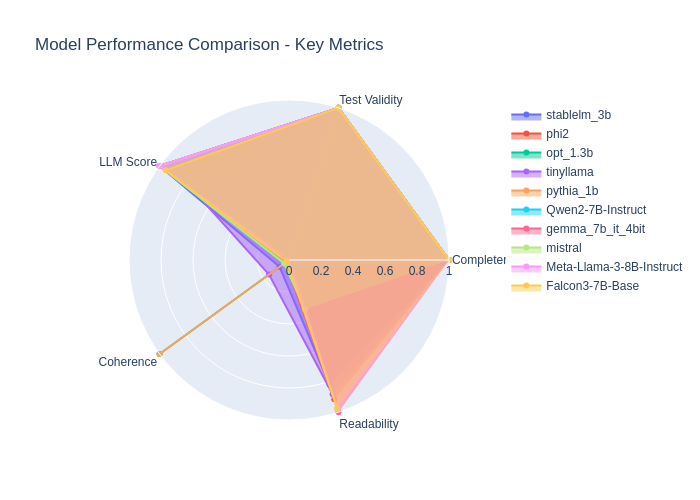 Model Performance Comparison - Key Metrics
Test Validity
LLM Score
Completer
0 0.2 0.4 0.6 0.8 1
Coherence
Readability
stablelm_3b
phi2
opt_1.3b
tinyllama
pythia_1b
Qwen2-7B-Instruct
gemma_7b_it_4bit
mistral
Meta-Llama-3-8B-Instruct
Falcon3-7B-Base